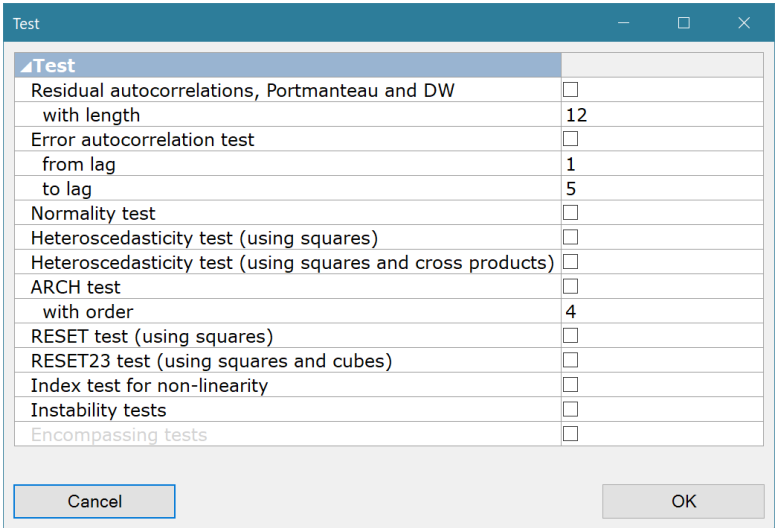 Test
Test
Residual autocorrelations, Portmanteau and DW
with length 12
Error autocorrelation test
from lag 1
to lag 5
Normality test
Heteroscedasticity test (using squares)
Heteroscedasticity test (using squares and cross products)
ARCH test
with order 4
RESET test (using squares)
RESET23 test (using squares and cubes)
Index test for non-linearity
Instability tests
Encompassing tests
Cancel OK